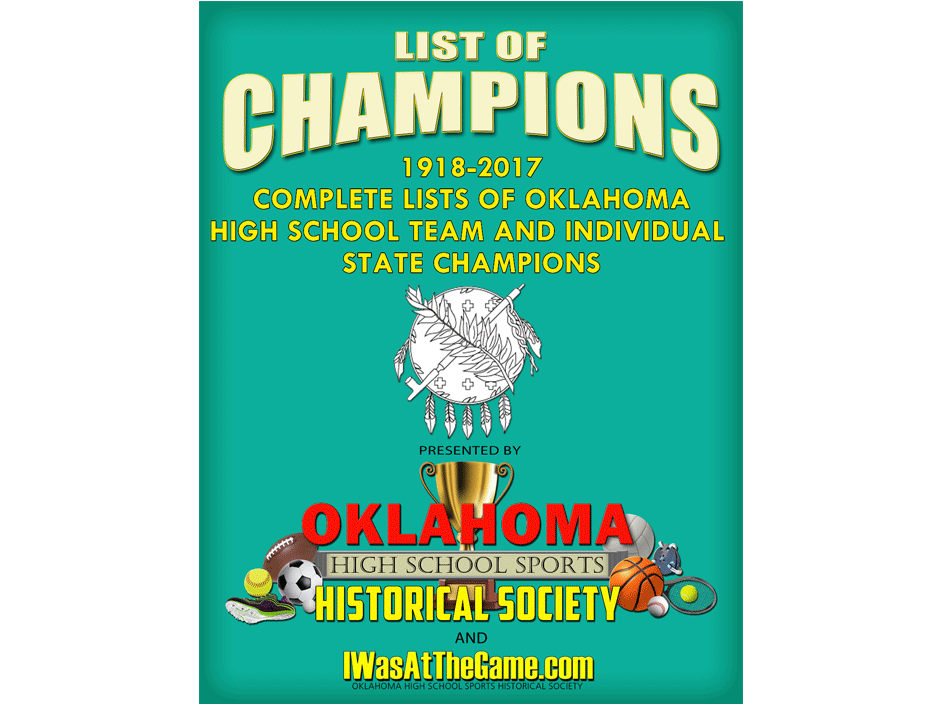 LIST OF
CHAMPIONS
1918-2017
COMPLETE LISTS OF OKLAHOMA
HIGH SCHOOL TEAM AND INDIVIDUAL
STATE CHAMPIONS
PRESENTED BY
OKLAHOMA
HIGH SCHOOL SPORTS
HISTORICAL SOCIETY
AND
IWasAtTheGame.com
OKLAHOMA HIGH SCHOOL SPORTS HISTORICAL SOCIETY